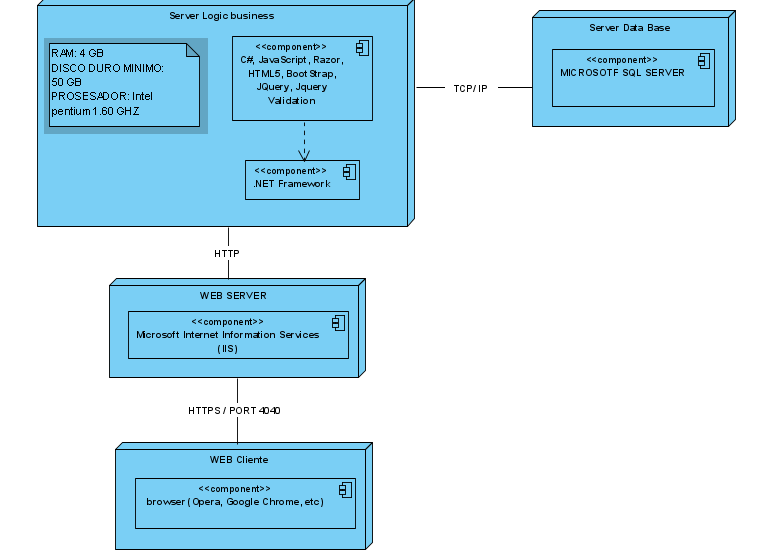 Server Logic business
RAM: 4 GB
DISCO DURO MINIMO:
50 GB
PROSESADOR: Intel
pentium 1.60 GHZ
<<component>>
C#, JavaScript, Razor,
HTML5, BootStrap,
JQuery, Jquery
Validation
<<component>>
.NET Framework
TCP/IP
Server Data Base
<<component>>
MICROSOTF SQL SERVER
HTTP
WEB SERVER
<<component>>
Microsoft Internet Information Services
(IIS)
HTTPS / PORT 4040
WEB Cliente
<<component>>
browser (Opera, Google Chrome, etc)